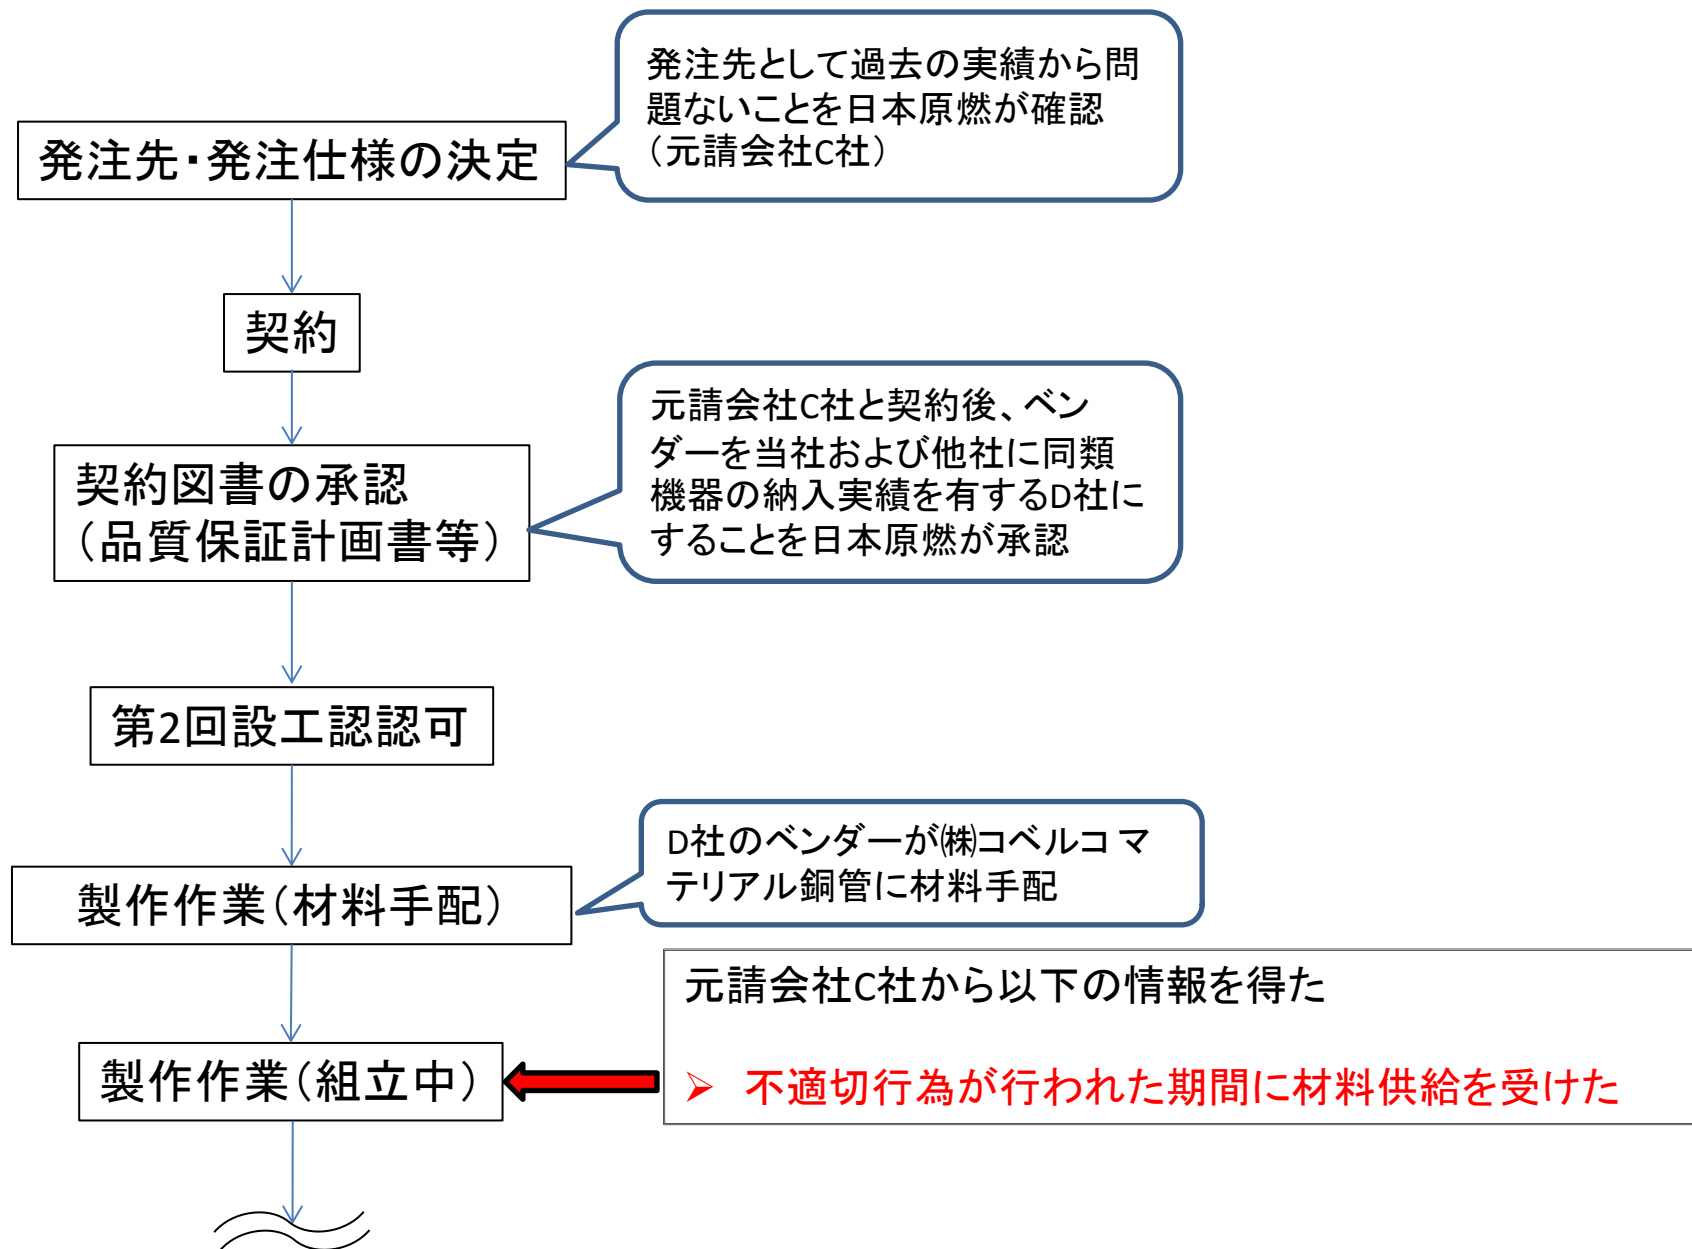 発注先として過去の実績から問
題ないことを日本原燃が確認
（元請会社C社）
発注先・発注仕様の決定
契約
元請会社C社と契約後、ベン
ダーを当社および他社に同類
機器の納入実績を有するD社に
することを日本原燃が承認
契約図書の承認
（品質保証計画書等）
第2回設工認認可
D社のベンダーが㈱コベルコ マ
テリアル銅管に材料手配
製作作業（材料手配）
元請会社C社から以下の情報を得た
➢ 不適切行為が行われた期間に材料供給を受けた
製作作業（組立中）